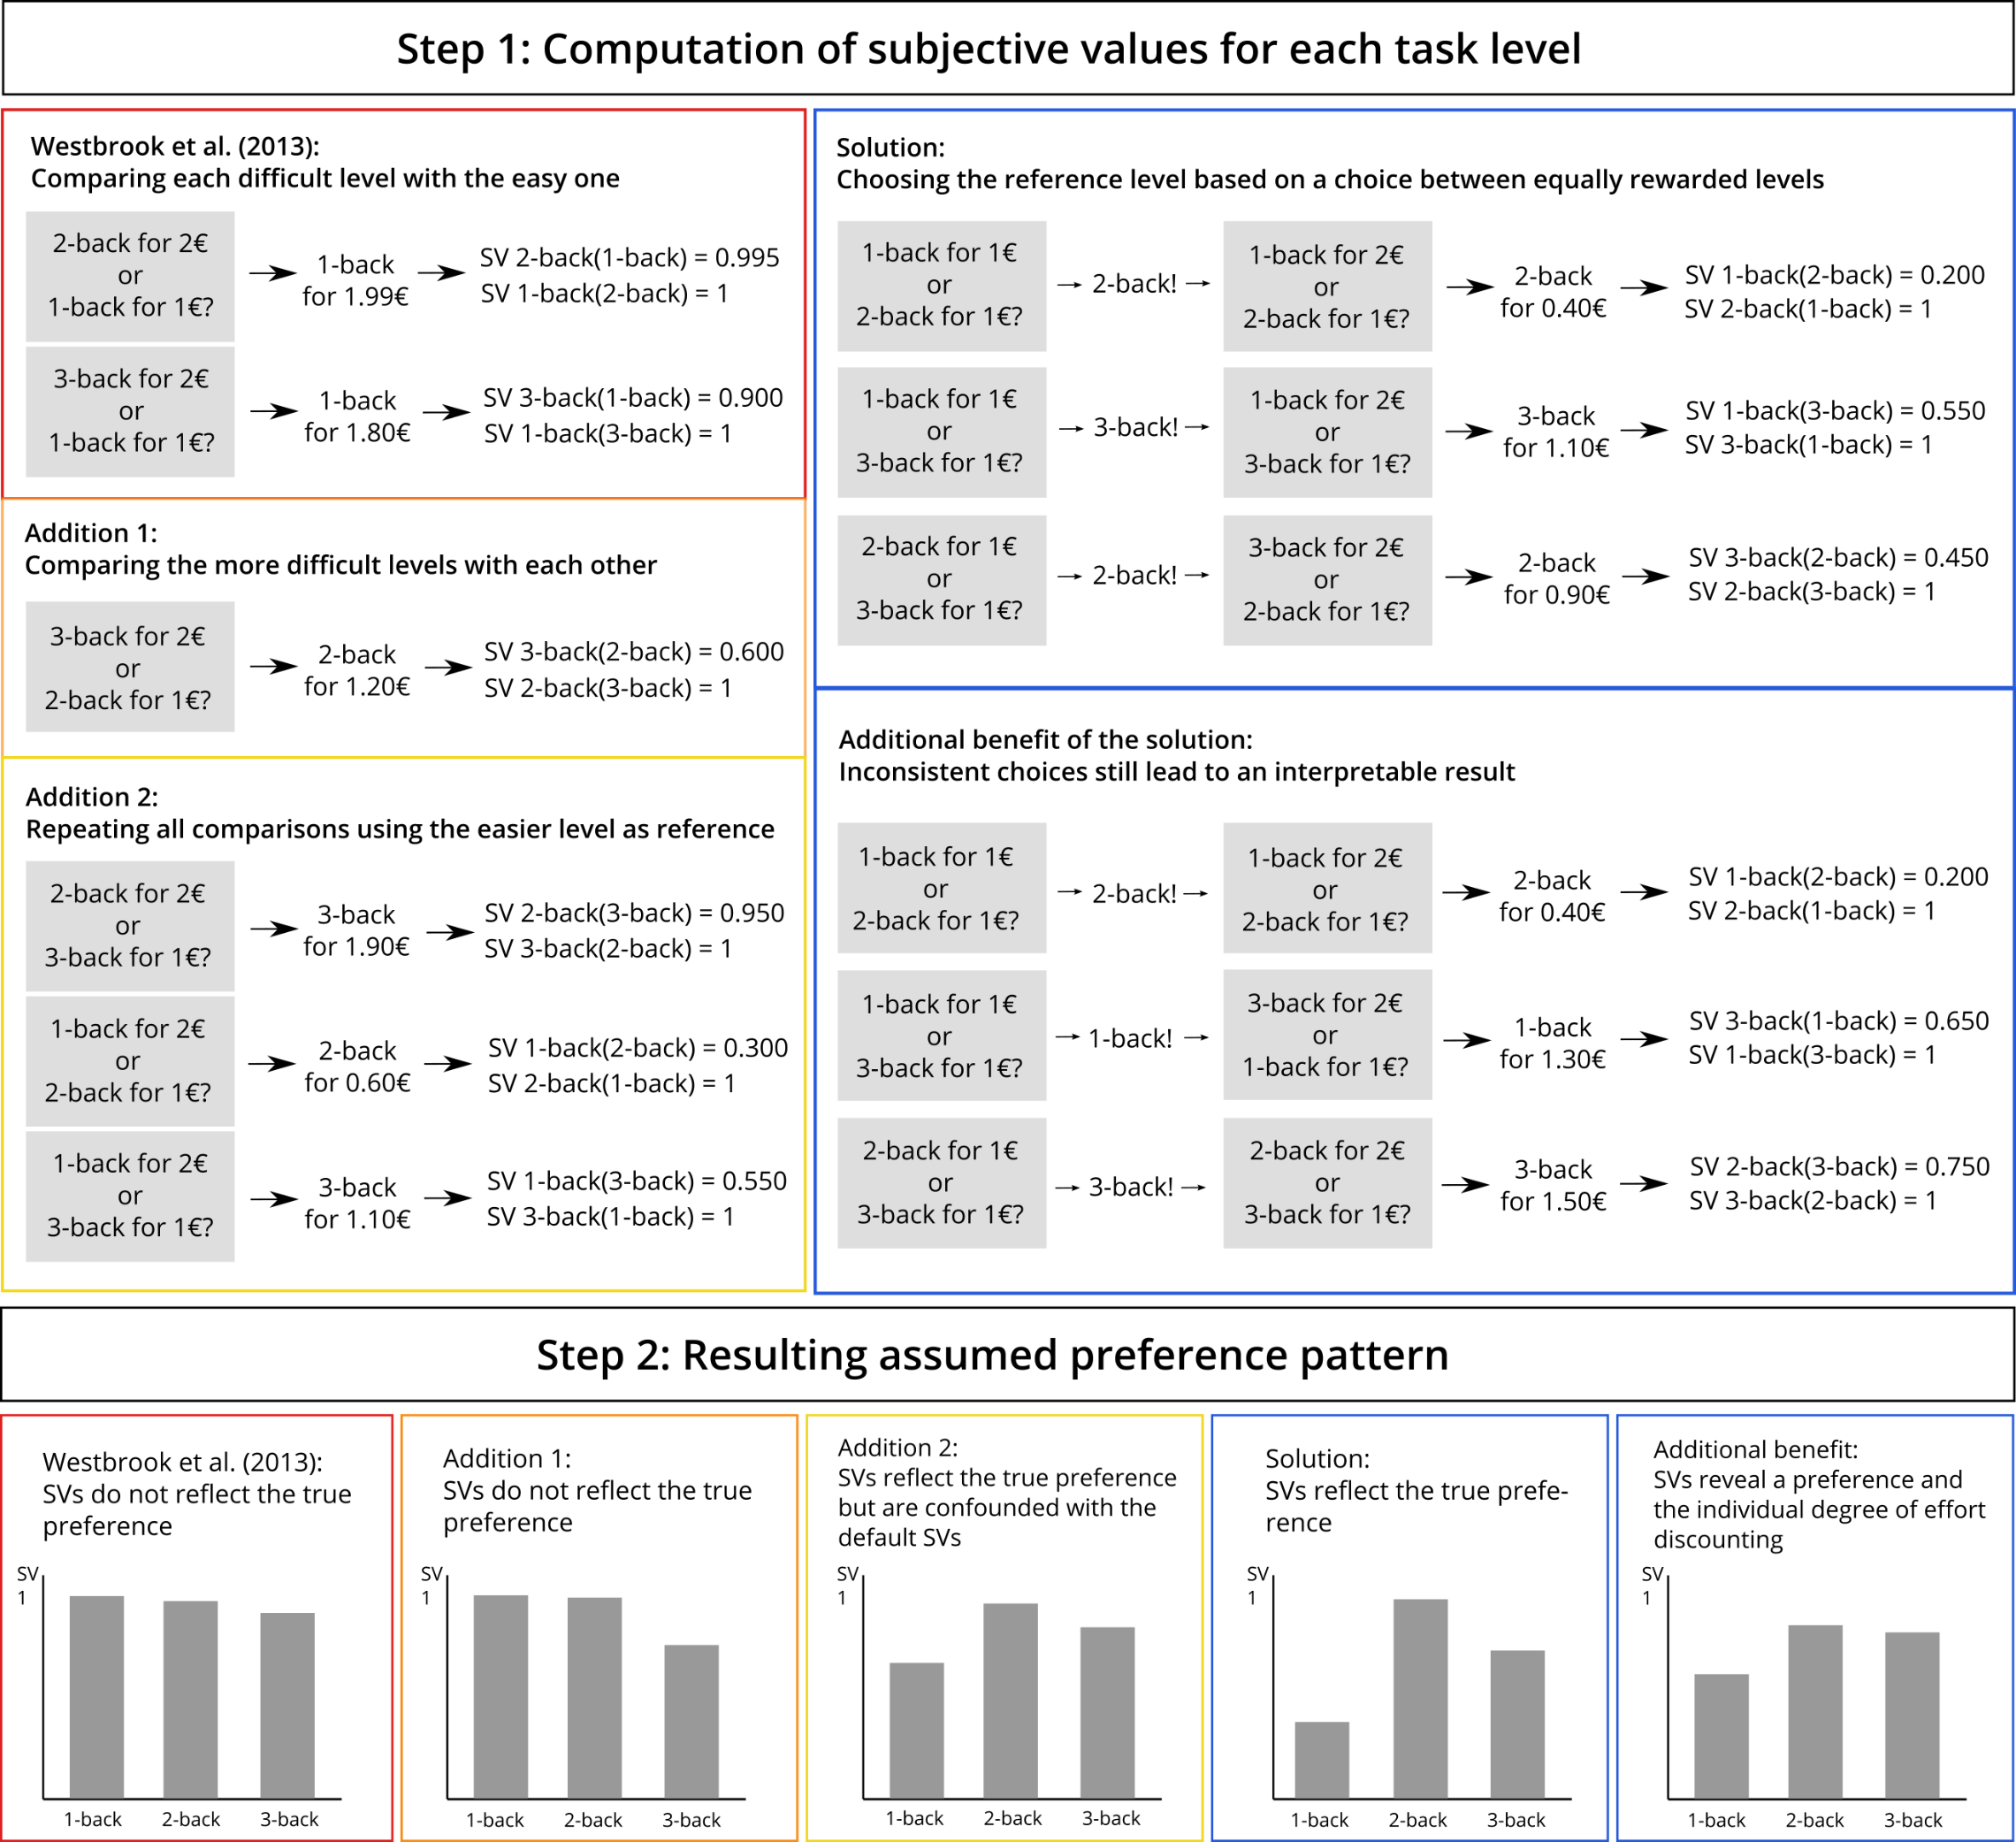 Step 1: Computation of subjective values for each task level
Westbrook et al. (2013):
Comparing each difficult level with the easy one
2-back for 2€
or
1-back for 1€?
1-back
for 1.99€
SV 2-back(1-back) = 0.995
SV 1-back(2-back) = 1
3-back for 2€
or
1-back for 1€?
1-back
for 1.80€
SV 3-back(1-back) = 0.900
SV 1-back(3-back) = 1
Addition 1:
Comparing the more difficult levels with each other
3-back for 2€
or
2-back for 1€?
2-back
for 1.20€
SV 3-back(2-back) = 0.600
SV 2-back(3-back) = 1
Addition 2:
Repeating all comparisons using the easier level as reference
2-back for 2€
or
3-back for 1€?
3-back
for 1.90€
SV 2-back(3-back) = 0.950
SV 3-back(2-back) = 1
1-back for 2€
or
2-back for 1€?
2-back
for 0.60€
SV 1-back(2-back) = 0.300
SV 2-back(1-back) = 1
1-back for 2€
or
3-back for 1€?
3-back
for 1.10€
SV 1-back(3-back) = 0.550
SV 3-back(1-back) = 1
Solution:
Choosing the reference level based on a choice between equally rewarded levels
1-back for 1€
or
2-back for 1€?
2-back!
1-back for 2€
or
2-back for 1€?
2-back
for 0.40€
SV 1-back(2-back) = 0.200
SV 2-back(1-back) = 1
1-back for 1€
or
3-back for 1€?
3-back!
1-back for 2€
or
3-back for 1€?
3-back
for 1.10€
SV 1-back(3-back) = 0.550
SV 3-back(1-back) = 1
2-back for 1€
or
3-back for 1€?
2-back!
3-back for 2€
or
2-back for 1€?
2-back
for 0.90€
SV 3-back(2-back) = 0.450
SV 2-back(3-back) = 1
Additional benefit of the solution:
Inconsistent choices still lead to an interpretable result
1-back for 1€
or
2-back for 1€?
2-back!
1-back for 2€
or
2-back for 1€?
2-back
for 0.40€
SV 1-back(2-back) = 0.200
SV 2-back(1-back) = 1
1-back for 1€
or
3-back for 1€?
1-back!
3-back for 2€
or
1-back for 1€?
1-back
for 1.30€
SV 3-back(1-back) = 0.650
SV 1-back(3-back) = 1
2-back for 1€
or
3-back for 1€?
3-back!
2-back for 2€
or
3-back for 1€?
3-back
for 1.50€
SV 2-back(3-back) = 0.750
SV 3-back(2-back) = 1
Step 2: Resulting assumed preference pattern
Westbrook et al. (2013):
SVs do not reflect the true
preference
SV
1
1-back 2-back 3-back
Addition 1:
SVs do not reflect the true
preference
SV
1
1-back 2-back 3-back
Addition 2:
SVs reflect the true preference
but are confounded with the
default SVs
SV
1
1-back 2-back 3-back
Solution:
SVs reflect the true prefe-
rence
SV
1
1-back 2-back 3-back
Additional benefit:
SVs reveal a preference and
the individual degree of effort
discounting
SV
1
1-back 2-back 3-back